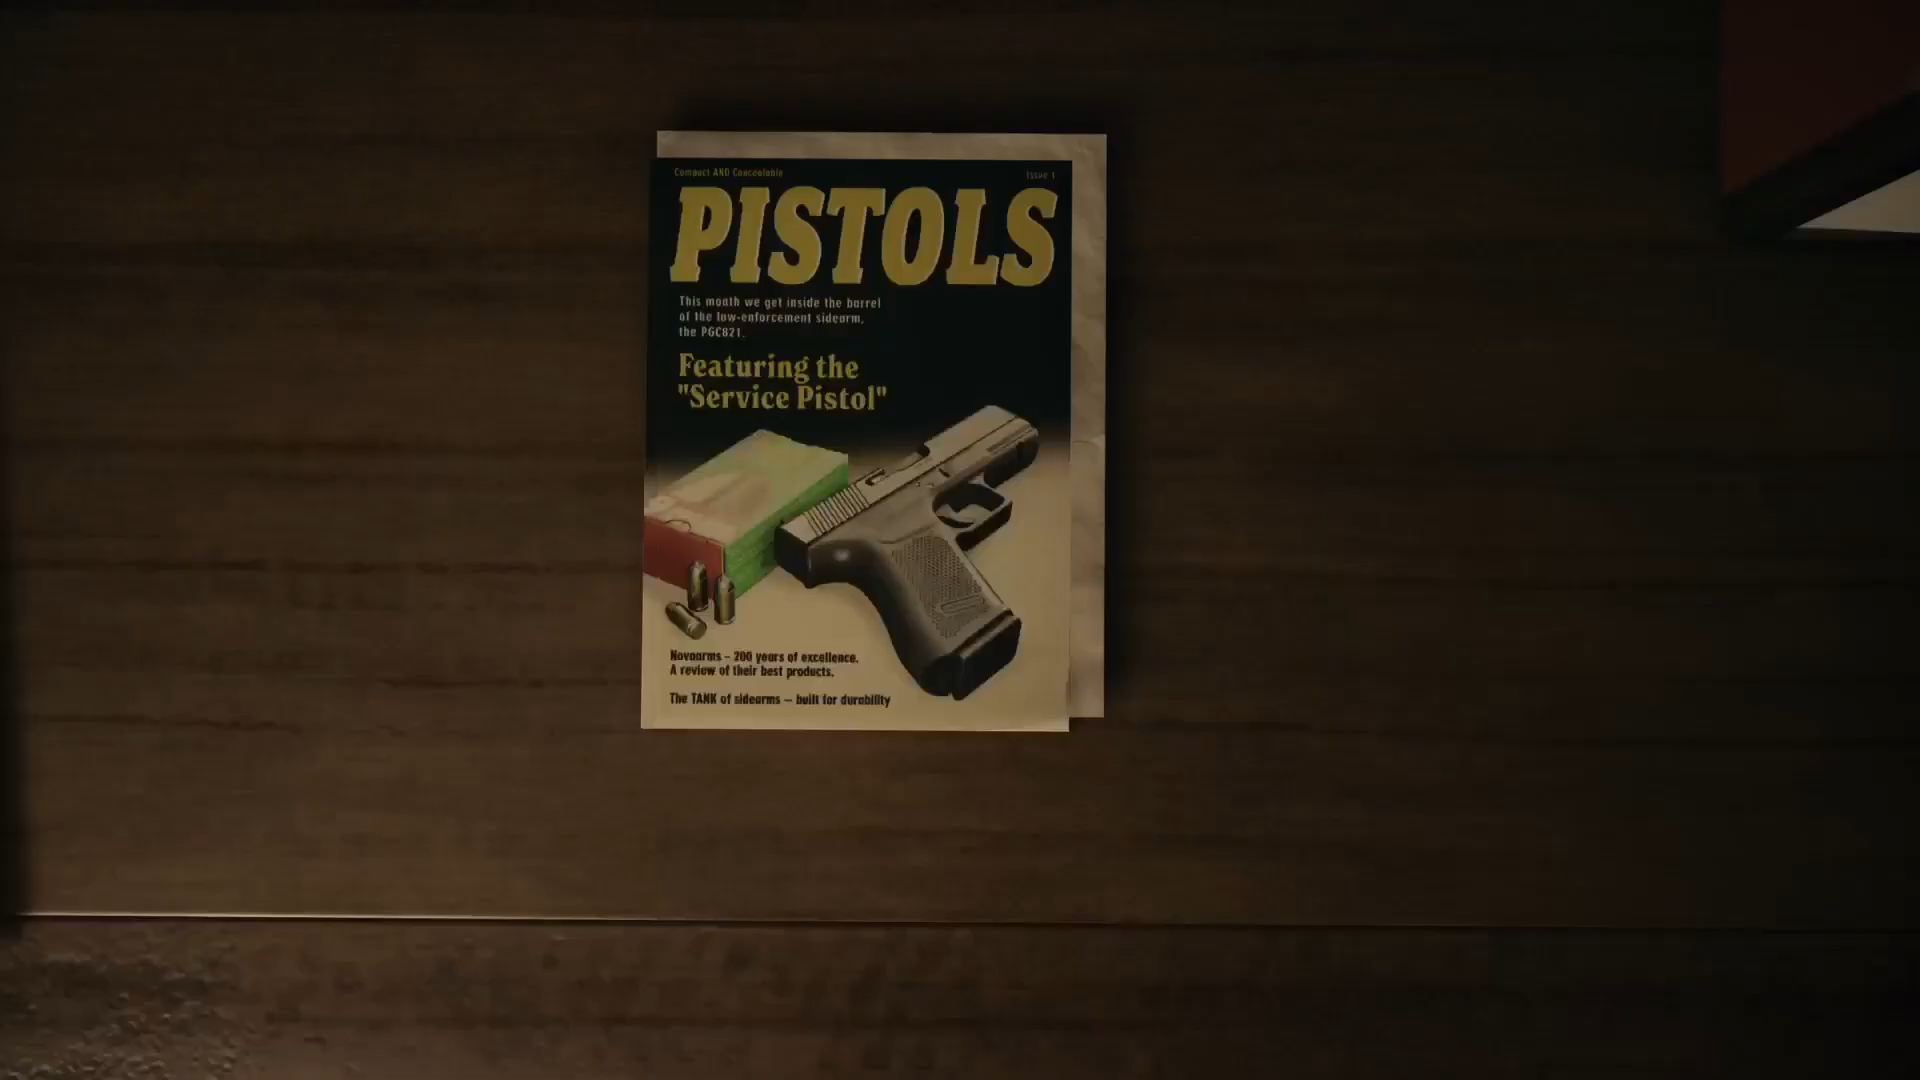 Compact AND Concealable
Issue 1
PISTOLS
This month we get inside the barrel
of the law-enforcement sidearm,
the PGC821.
Featuring the
"Service Pistol"
Novaarms – 200 years of excellence.
A review of their best products.
The TANK of sidearms – built for durability